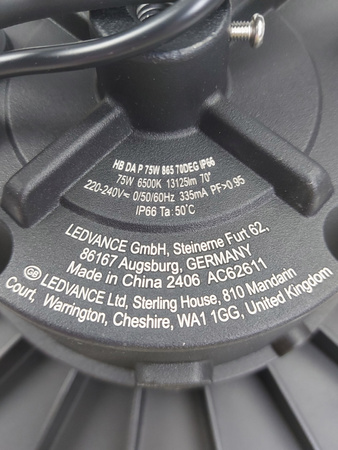 HB DA P 75W 865 70DEG IP66
75W 6500K 13125lm 70°
220-240V≂ 0/50/60Hz 335mA PF>0.95
IP66 Ta:50°C
LEDVANCE GmbH, Steinerne Furt 62,
86167 Augsburg, GERMANY
Made in China 2406 AC62611
GB LEDVANCE Ltd, Sterling House, 810 Mandarin
Court, Warrington, Cheshire, WA1 1GG, United Kingdom